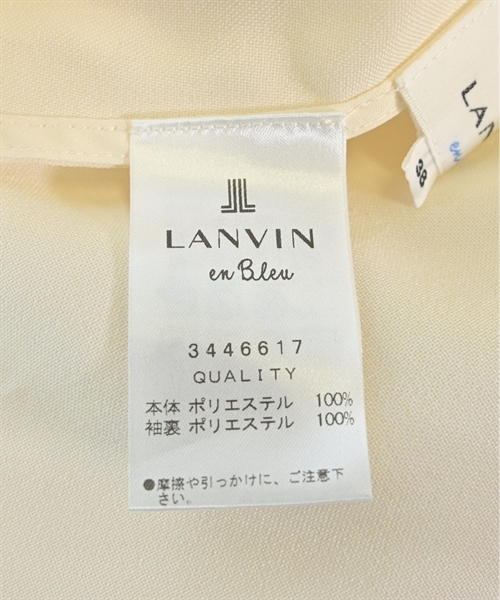 LANVIN
en Bleu
3446617
QUALITY
本体 ポリエステル 100%
袖裏 ポリエステル 100%
●摩擦や引っかけに、ご注意下
さい。
LAN
en
38